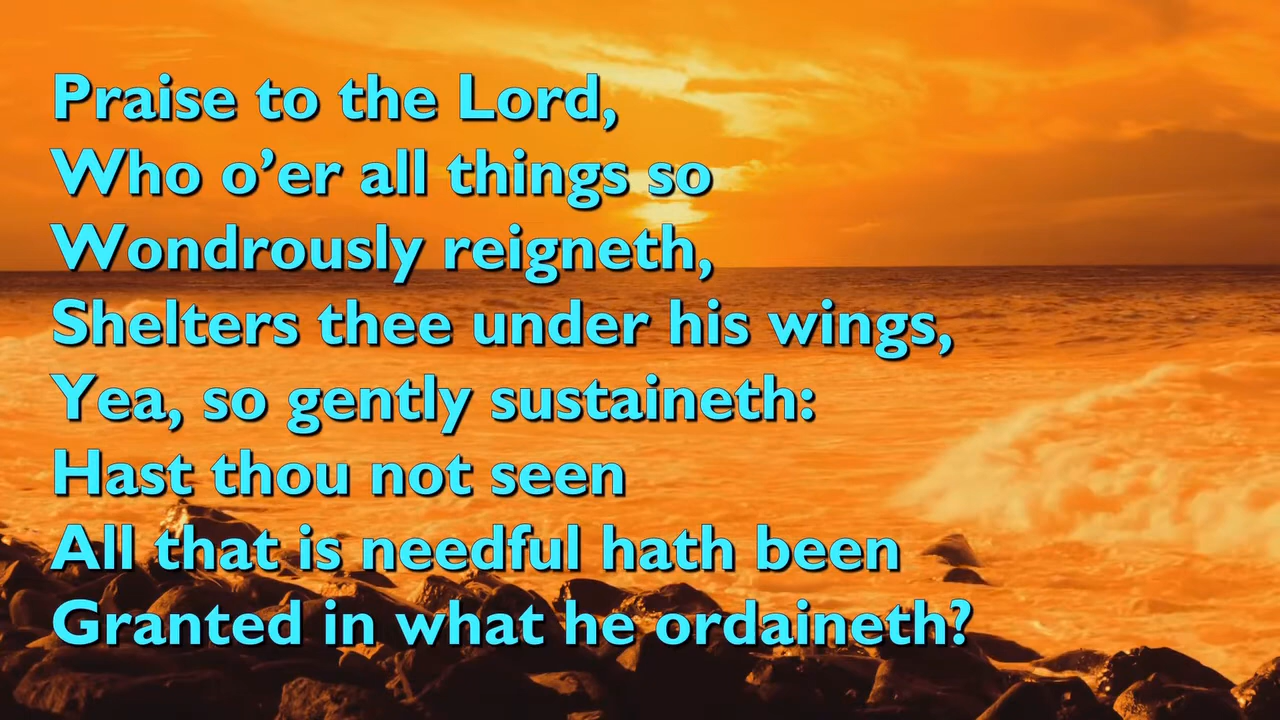 Praise to the Lord,
Who o’er all things so
Wondrously reigneth,
Shelters thee under his wings,
Yea, so gently sustaineth:
Hast thou not seen
All that is needful hath been
Granted in what he ordaineth?